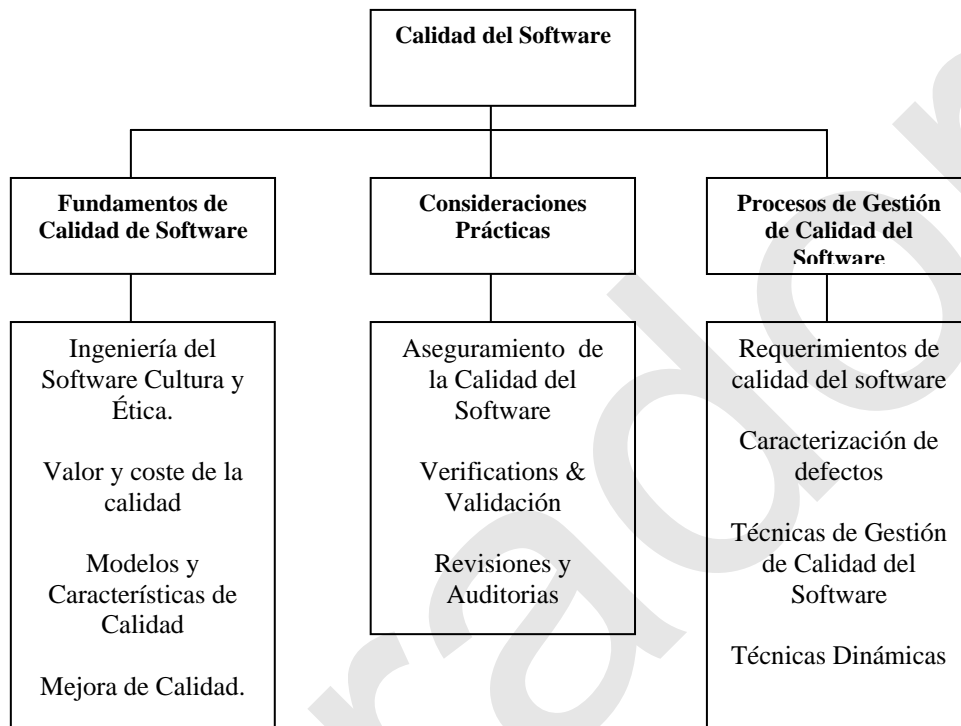 Calidad del Software
Fundamentos de
Calidad de Software
Consideraciones
Prácticas
Procesos de Gestión
de Calidad del
Software
Ingeniería del
Software Cultura y
Ética.
Valor y coste de la
calidad
Modelos y
Características de
Calidad
Mejora de Calidad.
Aseguramiento de
la Calidad del
Software
Verifications &
Validación
Revisiones y
Auditorias
Requerimientos de
calidad del software
Caracterización de
defectos
Técnicas de Gestión
de Calidad del
Software
Técnicas Dinámicas